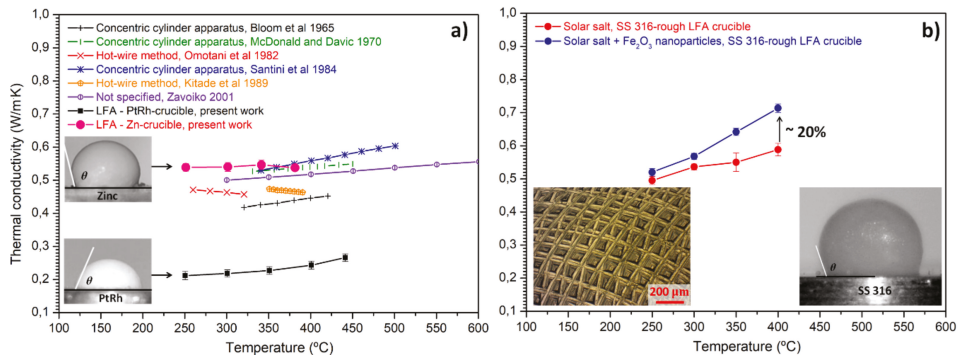 a)
Concentric cylinder apparatus, Bloom et al 1965
Concentric cylinder apparatus, McDonald and Davic 1970
Hot-wire method, Omotani et al 1982
Concentric cylinder apparatus, Santini et al 1984
Hot-wire method, Kitade et al 1989
Not specified, Zavoiko 2001
LFA - PtRh-crucible, present work
LFA - Zn-crucible, present work
Thermal conductivity (W/m K)
1,0
0,9
0,8
0,7
0,6
0,5
0,4
0,3
0,2
0,1
θ
Zinc
θ
PtRh
100 150 200 250 300 350 400 450 500 550 600
Temperature (ºC)
b)
Solar salt, SS 316-rough LFA crucible
Solar salt + Fe₂O₃ nanoparticles, SS 316-rough LFA crucible
1,0
0,9
0,8
0,7
0,6
0,5
0,4
0,3
0,2
0,1
~ 20%
200 µm
θ
SS 316
100 150 200 250 300 350 400 450 500 550 600
Temperature (ºC)